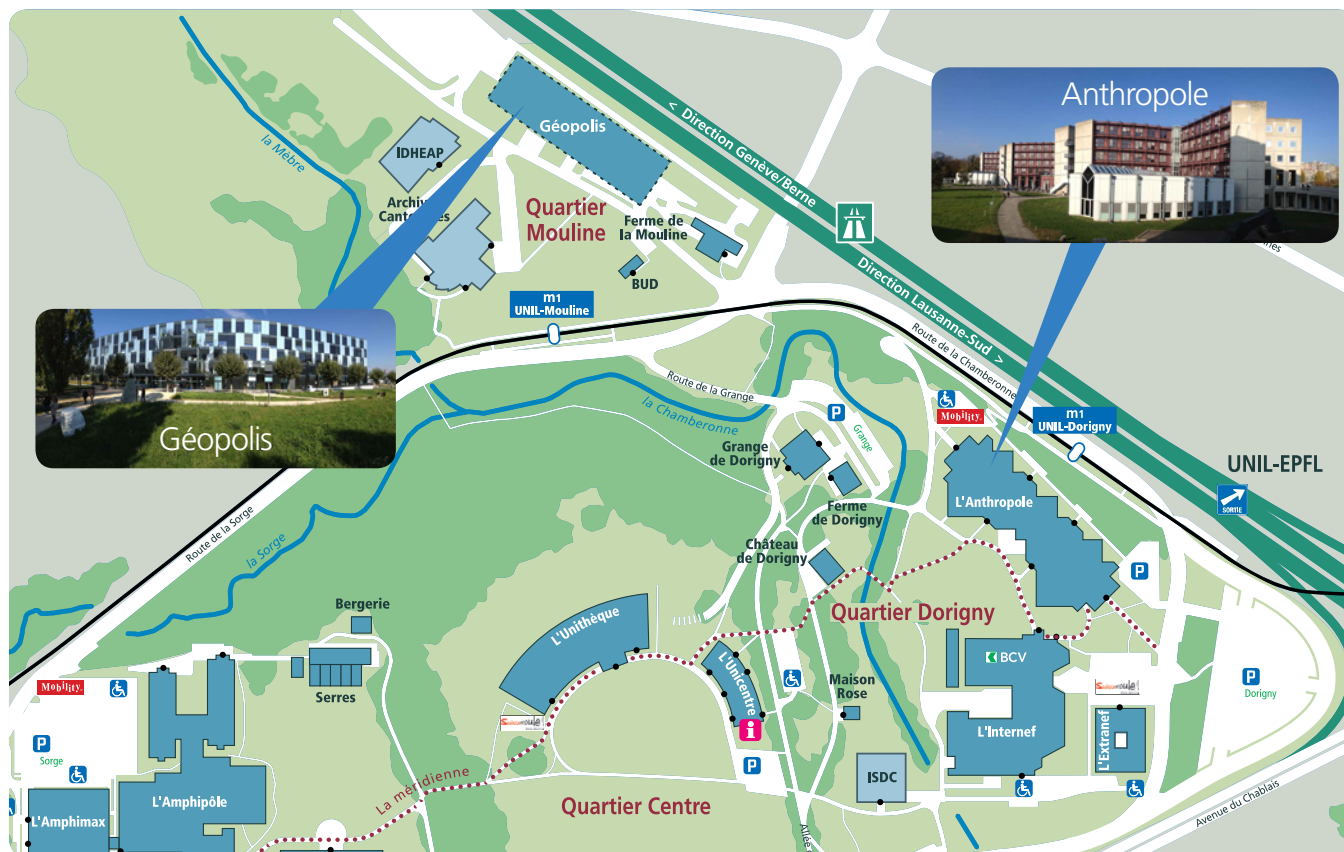 la Mèbre
IDHEAP
Géopolis
< Direction Genève/Berne
Anthropole
Quartier
Mouline
Ferme de
la Mouline
BUD
m1
UNIL-Mouline
Direction Lausanne-Sud >
Route de la Chamberonne
Route de la Grange
la Chamberonne
Géopolis
P
Grange
Grange
de Dorigny
Mobility
m1
UNIL-Dorigny
UNIL-EPFL
SORTIE
L'Anthropole
Ferme
de Dorigny
Château
de Dorigny
Route de la Sorge
la Sorge
P
Bergerie
L'Unithèque
Quartier Dorigny
BCV
Serres
Mobility
L'Unicentre
Maison
Rose
P
Dorigny
i
L'Internef
L'Extranef
P
Sorge
P
ISDC
La méridienne
L'Amphipôle
Quartier Centre
L'Amphimax
Avenue du Chablais